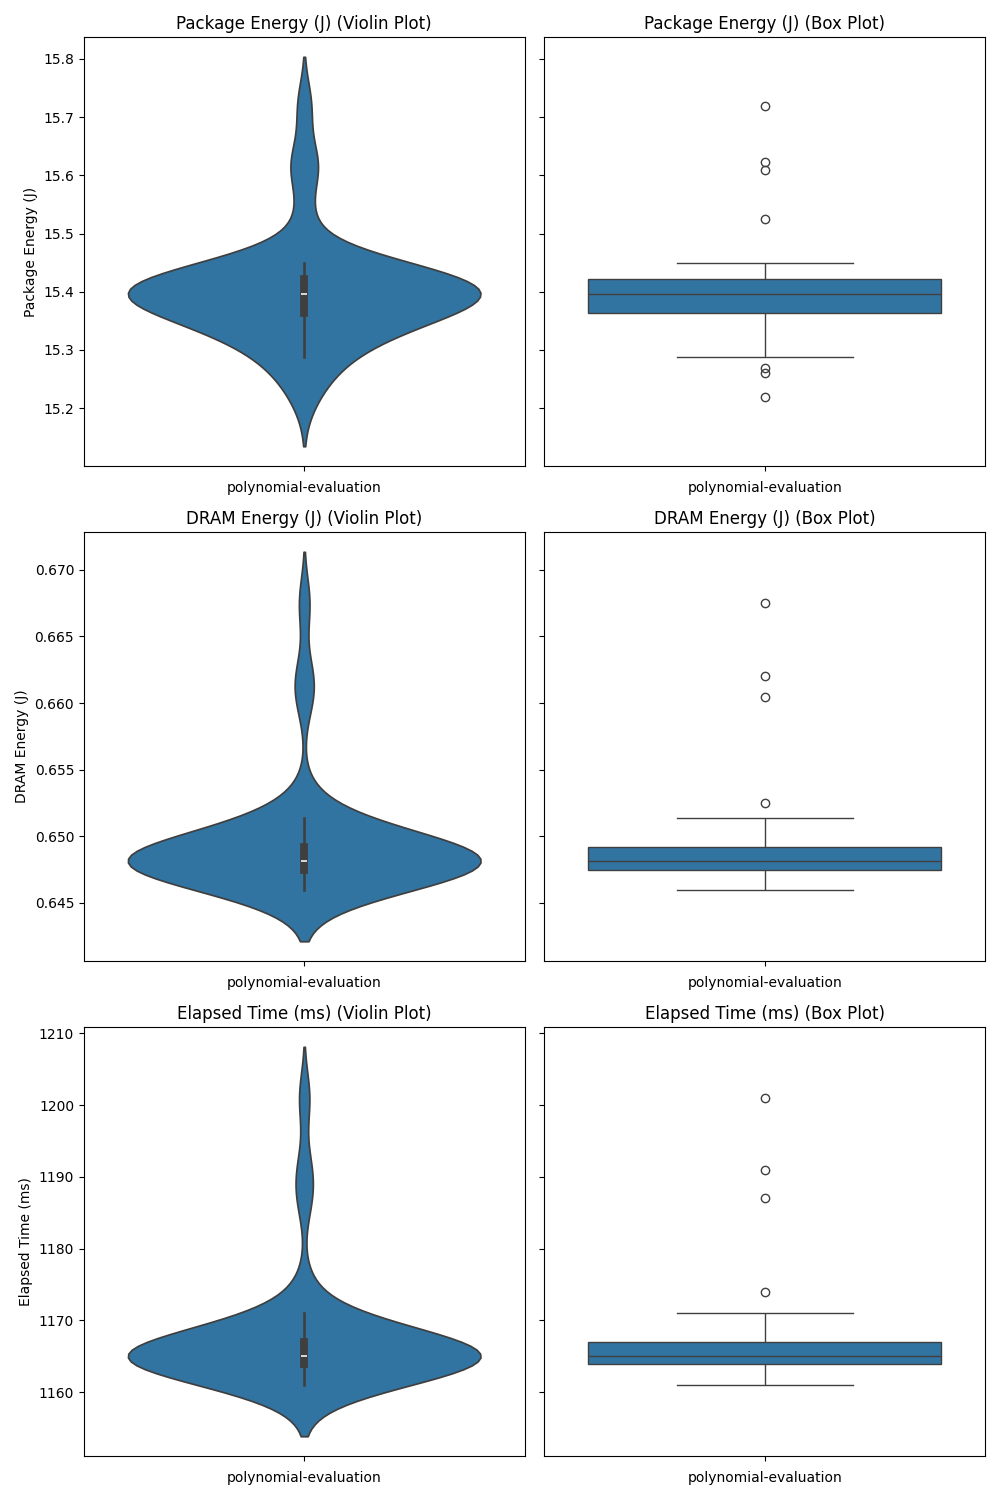 Package Energy (J) (Violin Plot)
Package Energy (J) (Box Plot)
Package Energy (J)
15.8
15.7
15.6
15.5
15.4
15.3
15.2
polynomial-evaluation
polynomial-evaluation
DRAM Energy (J) (Violin Plot)
DRAM Energy (J) (Box Plot)
DRAM Energy (J)
0.670
0.665
0.660
0.655
0.650
0.645
polynomial-evaluation
polynomial-evaluation
Elapsed Time (ms) (Violin Plot)
Elapsed Time (ms) (Box Plot)
Elapsed Time (ms)
1210
1200
1190
1180
1170
1160
polynomial-evaluation
polynomial-evaluation